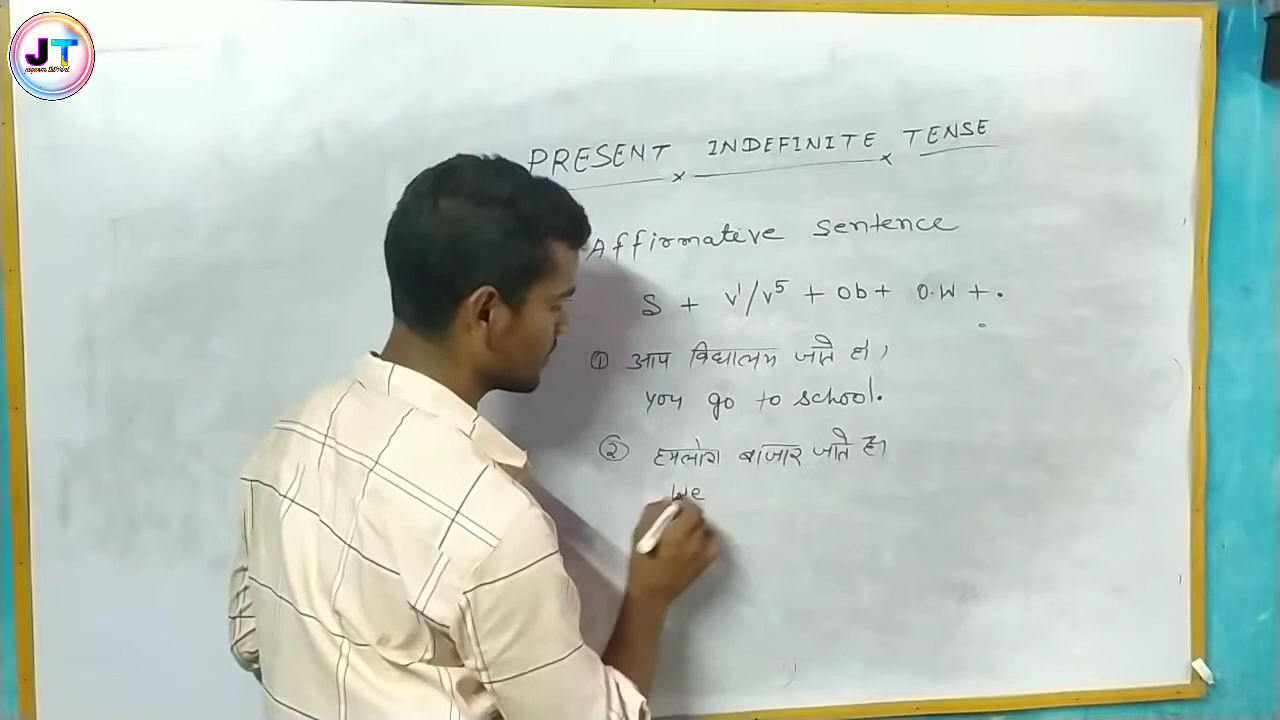 JT
PRESENT INDEFINITE TENSE
Affirmative sentence
S + V¹/V⁵ + Ob + O.W + .
① आप विद्यालय जाते हो।
You go to school.
② हमलोग बाजार जाते हैं।
We